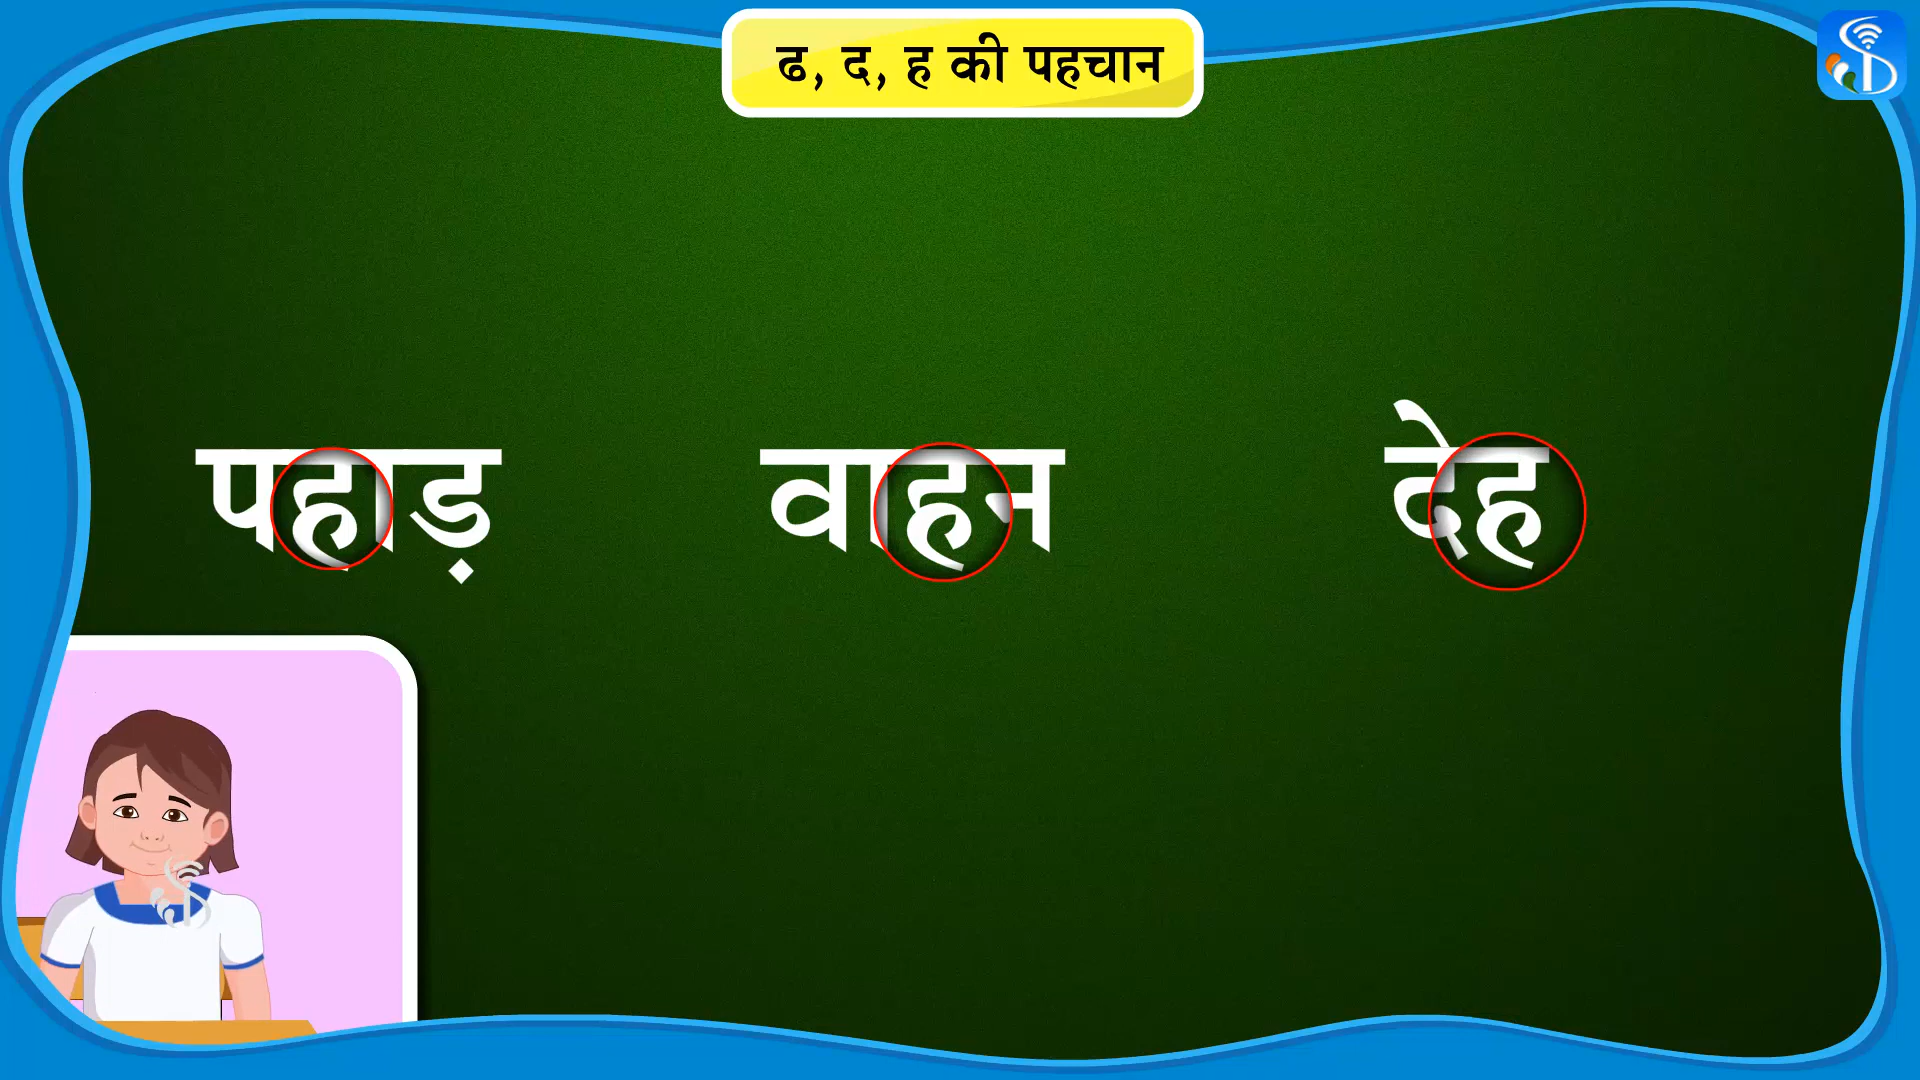 ढ, द, ह की पहचान
पहाड़ वाहन देह